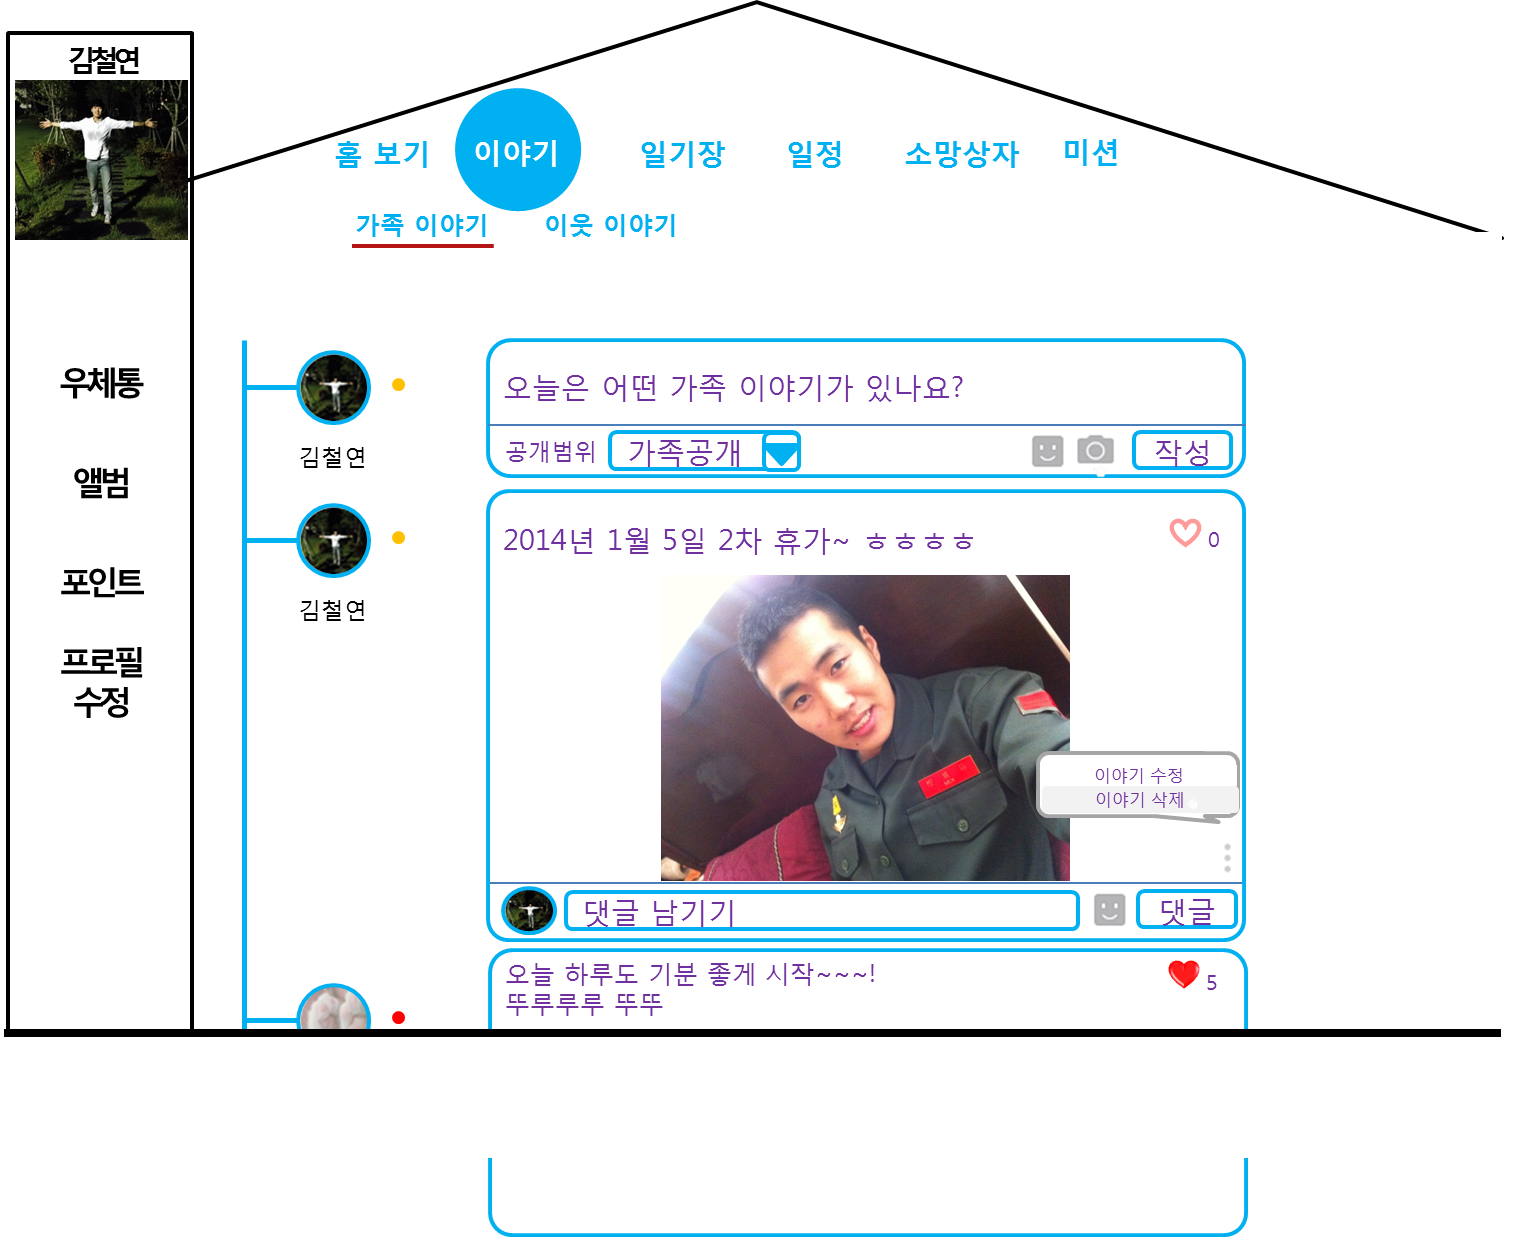 김철연
홈 보기
이야기
일기장
일정
소망상자
미션
가족 이야기
이웃 이야기
우체통
앨범
포인트
프로필
수정
김철연
오늘은 어떤 가족 이야기가 있나요?
공개범위
가족공개
작성
김철연
2014년 1월 5일 2차 휴가~ ㅎㅎㅎㅎ
0
이야기 수정
이야기 삭제
댓글 남기기
댓글
오늘 하루도 기분 좋게 시작~~~!
뚜루루루 뚜뚜
5